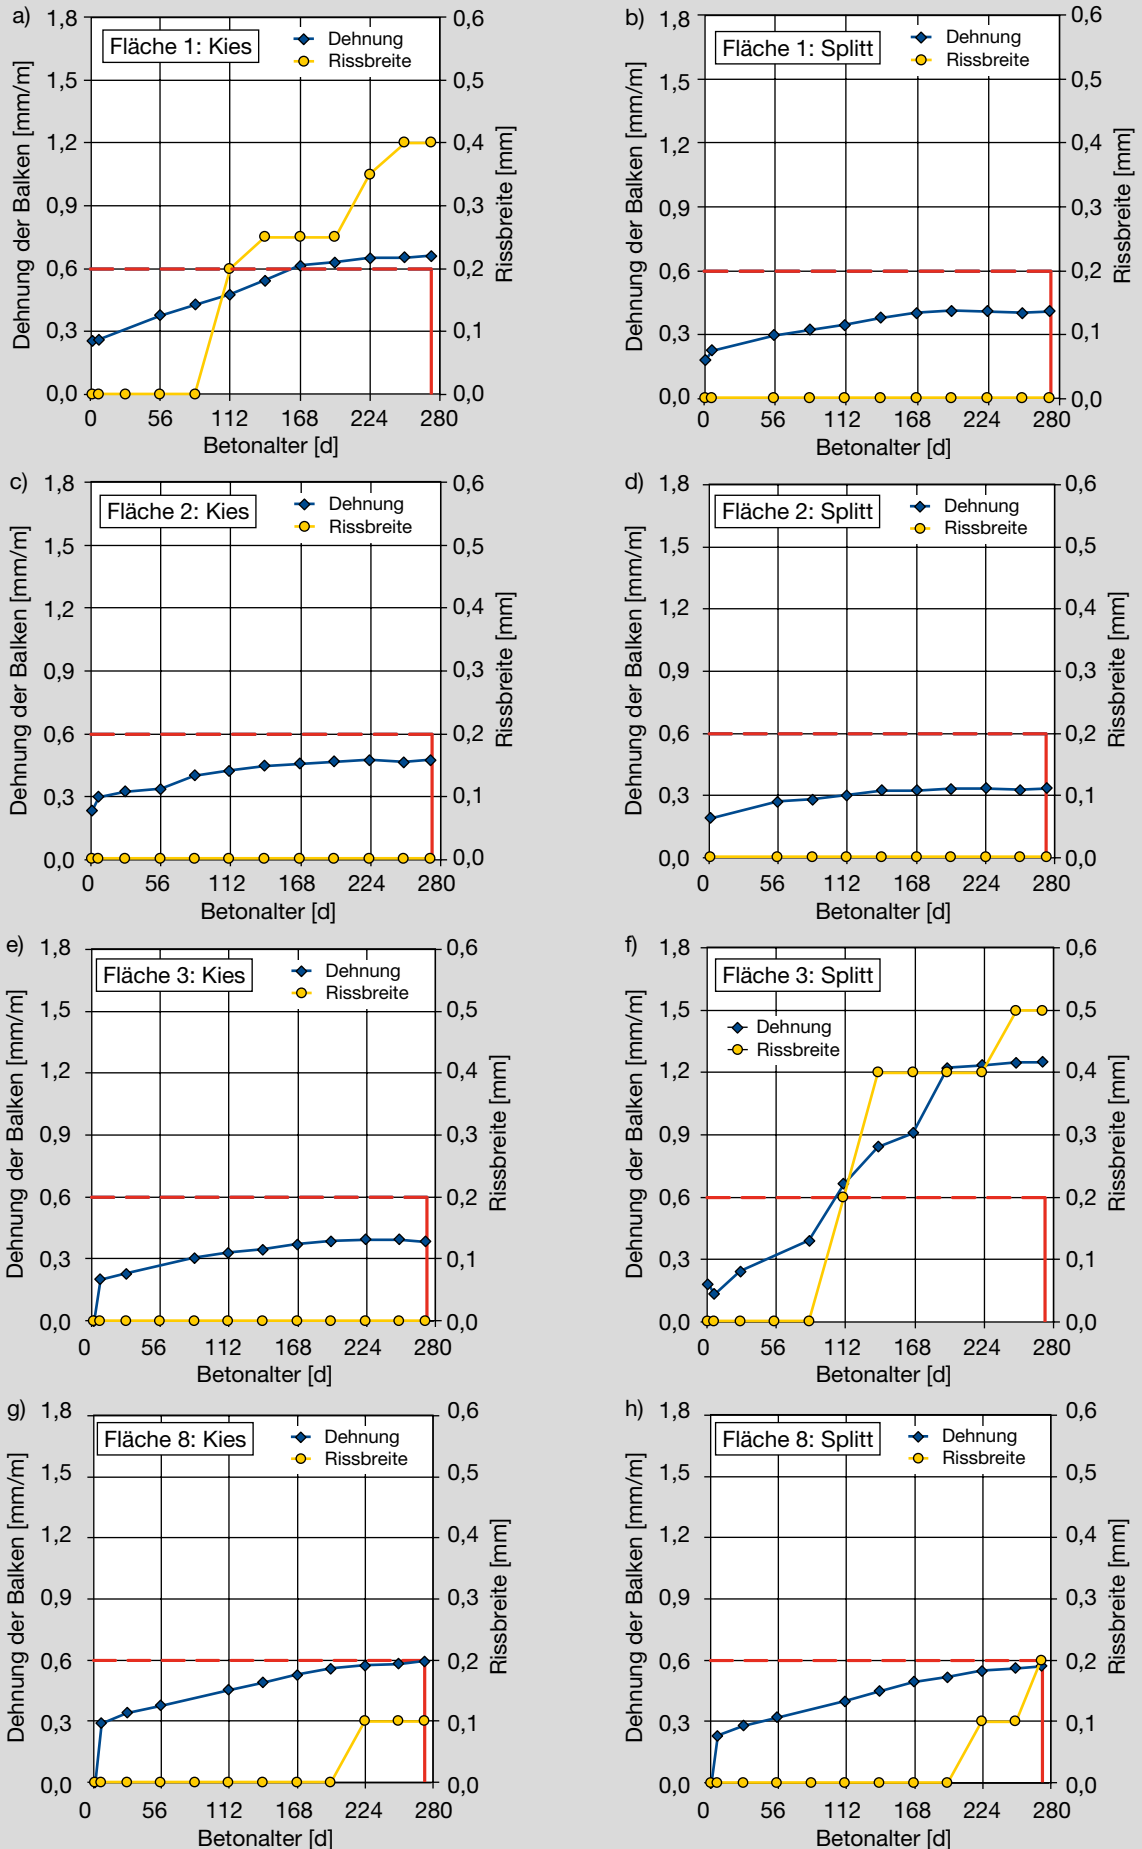 a)
Fläche 1: Kies
Dehnung
Rissbreite
Dehnung der Balken [mm/m]
1,8
1,5
1,2
0,9
0,6
0,3
0,0
0,6
0,5
0,4
0,3
0,2
0,1
0,0
Rissbreite [mm]
0 56 112 168 224 280
Betonalter [d]
b)
Fläche 1: Splitt
Dehnung
Rissbreite
Dehnung der Balken [mm/m]
1,8
1,5
1,2
0,9
0,6
0,3
0,0
0,6
0,5
0,4
0,3
0,2
0,1
0,0
Rissbreite [mm]
0 56 112 168 224 280
Betonalter [d]
c)
Fläche 2: Kies
Dehnung
Rissbreite
Dehnung der Balken [mm/m]
1,8
1,5
1,2
0,9
0,6
0,3
0,0
0,6
0,5
0,4
0,3
0,2
0,1
0,0
Rissbreite [mm]
0 56 112 168 224 280
Betonalter [d]
d)
Fläche 2: Splitt
Dehnung
Rissbreite
Dehnung der Balken [mm/m]
1,8
1,5
1,2
0,9
0,6
0,3
0,0
0,6
0,5
0,4
0,3
0,2
0,1
0,0
Rissbreite [mm]
0 56 112 168 224 280
Betonalter [d]
e)
Fläche 3: Kies
Dehnung
Rissbreite
Dehnung der Balken [mm/m]
1,8
1,5
1,2
0,9
0,6
0,3
0,0
0,6
0,5
0,4
0,3
0,2
0,1
0,0
Rissbreite [mm]
0 56 112 168 224 280
Betonalter [d]
f)
Fläche 3: Splitt
Dehnung
Rissbreite
Dehnung der Balken [mm/m]
1,8
1,5
1,2
0,9
0,6
0,3
0,0
0,6
0,5
0,4
0,3
0,2
0,1
0,0
Rissbreite [mm]
0 56 112 168 224 280
Betonalter [d]
g)
Fläche 8: Kies
Dehnung
Rissbreite
Dehnung der Balken [mm/m]
1,8
1,5
1,2
0,9
0,6
0,3
0,0
0,6
0,5
0,4
0,3
0,2
0,1
0,0
Rissbreite [mm]
0 56 112 168 224 280
Betonalter [d]
h)
Fläche 8: Splitt
Dehnung
Rissbreite
Dehnung der Balken [mm/m]
1,8
1,5
1,2
0,9
0,6
0,3
0,0
0,6
0,5
0,4
0,3
0,2
0,1
0,0
Rissbreite [mm]
0 56 112 168 224 280
Betonalter [d]